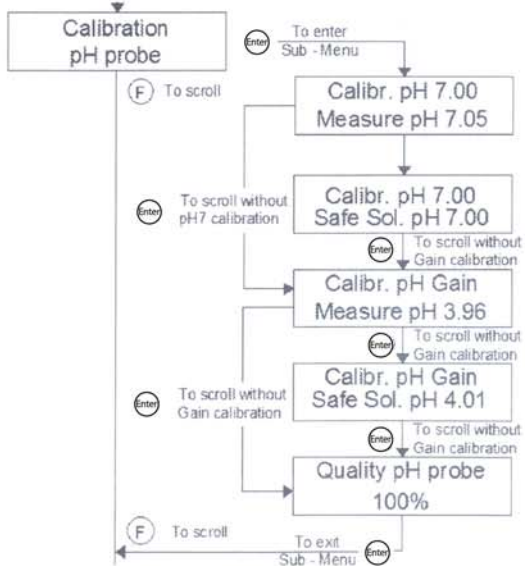 Calibration
pH probe
Enter
To enter
Sub - Menu
F
To scroll
Calibr. pH 7.00
Measure pH 7.05
Enter
To scroll without
pH7 calibration
Calibr. pH 7.00
Safe Sol. pH 7.00
Enter
To scroll without
Gain calibration
Calibr. pH Gain
Measure pH 3.96
Enter
To scroll without
Gain calibration
Enter
To scroll without
Gain calibration
Calibr. pH Gain
Safe Sol. pH 4.01
Enter
To scroll without
Gain calibration
Quality pH probe
100%
F
To scroll
To exit
Sub - Menu
Enter